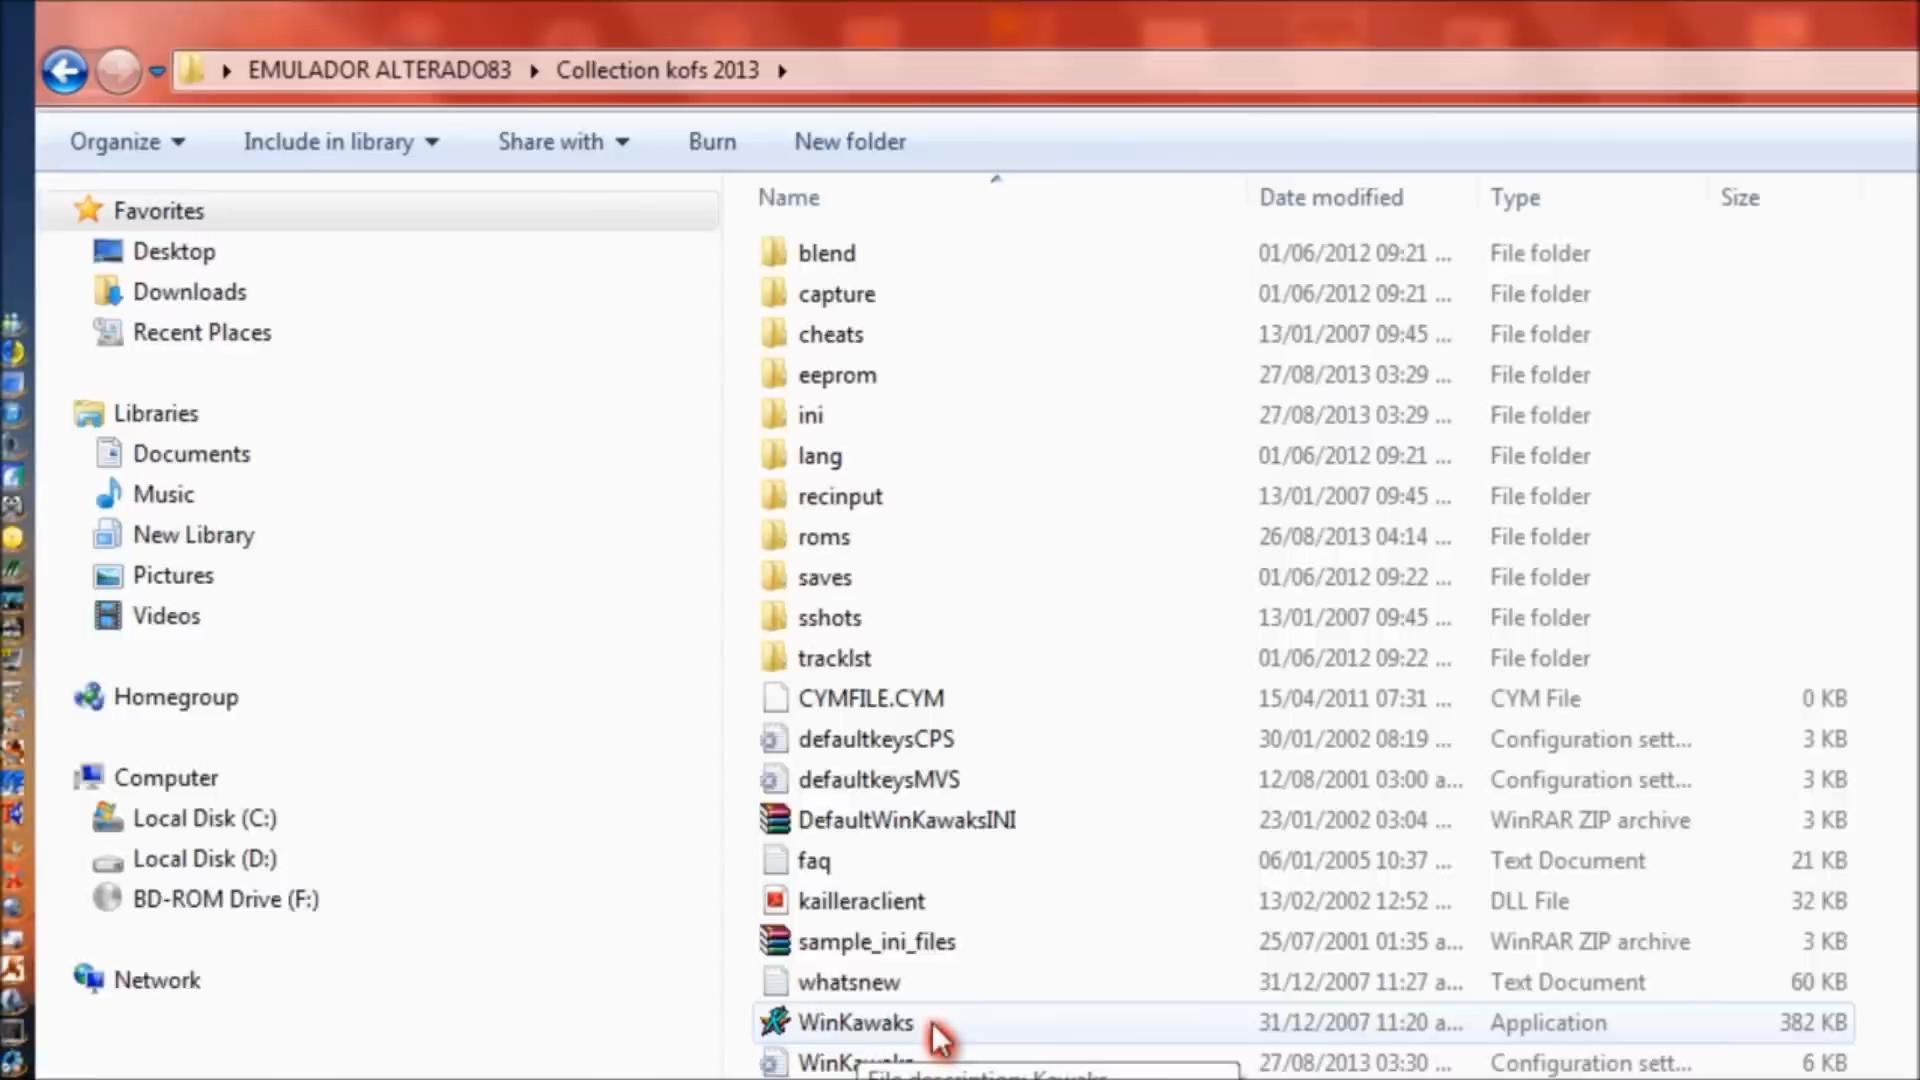 EMULADOR ALTERADO83 Collection kofs 2013
Organize Include in library Share with Burn New folder
Favorites
Desktop
Downloads
Recent Places
Libraries
Documents
Music
New Library
Pictures
Videos
Homegroup
Computer
Local Disk (C:)
Local Disk (D:)
BD-ROM Drive (F:)
Network
Name Date modified Type Size
blend 01/06/2012 09:21 ... File folder
capture 01/06/2012 09:21 ... File folder
cheats 13/01/2007 09:45 ... File folder
eeprom 27/08/2013 03:29 ... File folder
ini 27/08/2013 03:29 ... File folder
lang 01/06/2012 09:21 ... File folder
recinput 13/01/2007 09:45 ... File folder
roms 26/08/2013 04:14 ... File folder
saves 01/06/2012 09:22 ... File folder
sshots 13/01/2007 09:45 ... File folder
tracklst 01/06/2012 09:22 ... File folder
CYMFILE.CYM 15/04/2011 07:31 ... CYM File 0 KB
defaultkeysCPS 30/01/2002 08:19 ... Configuration sett... 3 KB
defaultkeysMVS 12/08/2001 03:00 a... Configuration sett... 3 KB
DefaultWinKawaksINI 23/01/2002 03:04 ... WinRAR ZIP archive 3 KB
faq 06/01/2005 10:37 ... Text Document 21 KB
kailleraclient 13/02/2002 12:52 ... DLL File 32 KB
sample_ini_files 25/07/2001 01:35 a... WinRAR ZIP archive 3 KB
whatsnew 31/12/2007 11:27 a... Text Document 60 KB
WinKawaks 31/12/2007 11:20 a... Application 382 KB
WinKawaks 27/08/2013 03:30 ... Configuration sett... 6 KB
File description: Kawaks